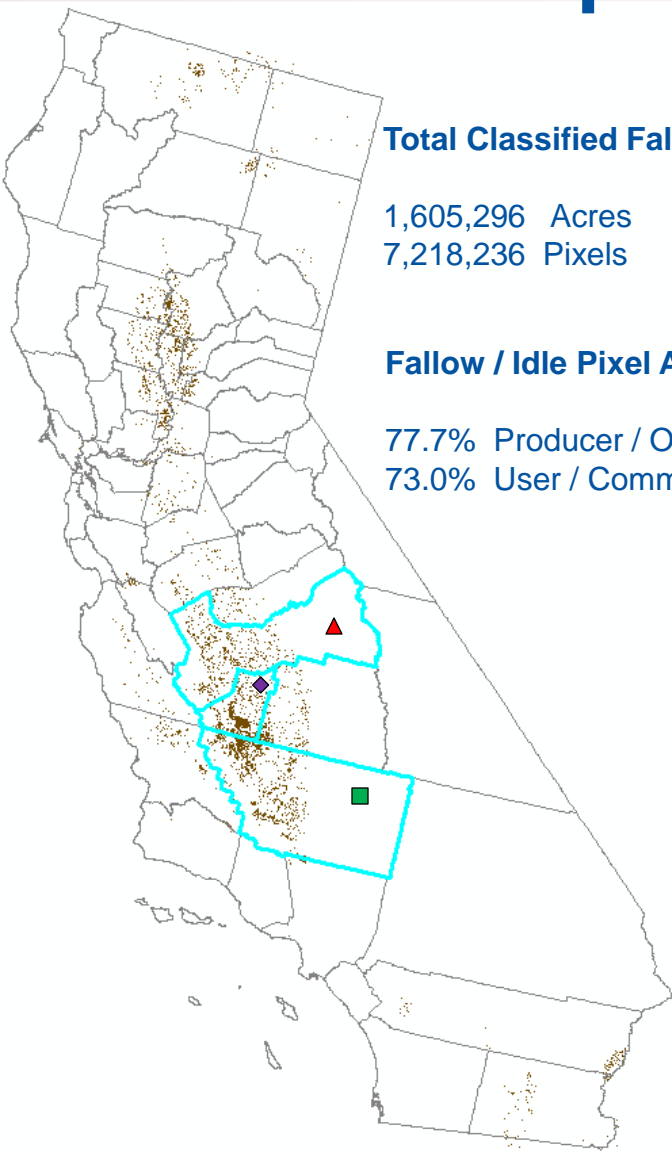 Total Classified Fal
1,605,296 Acres
7,218,236 Pixels
Fallow / Idle Pixel A
77.7% Producer / O
73.0% User / Comm